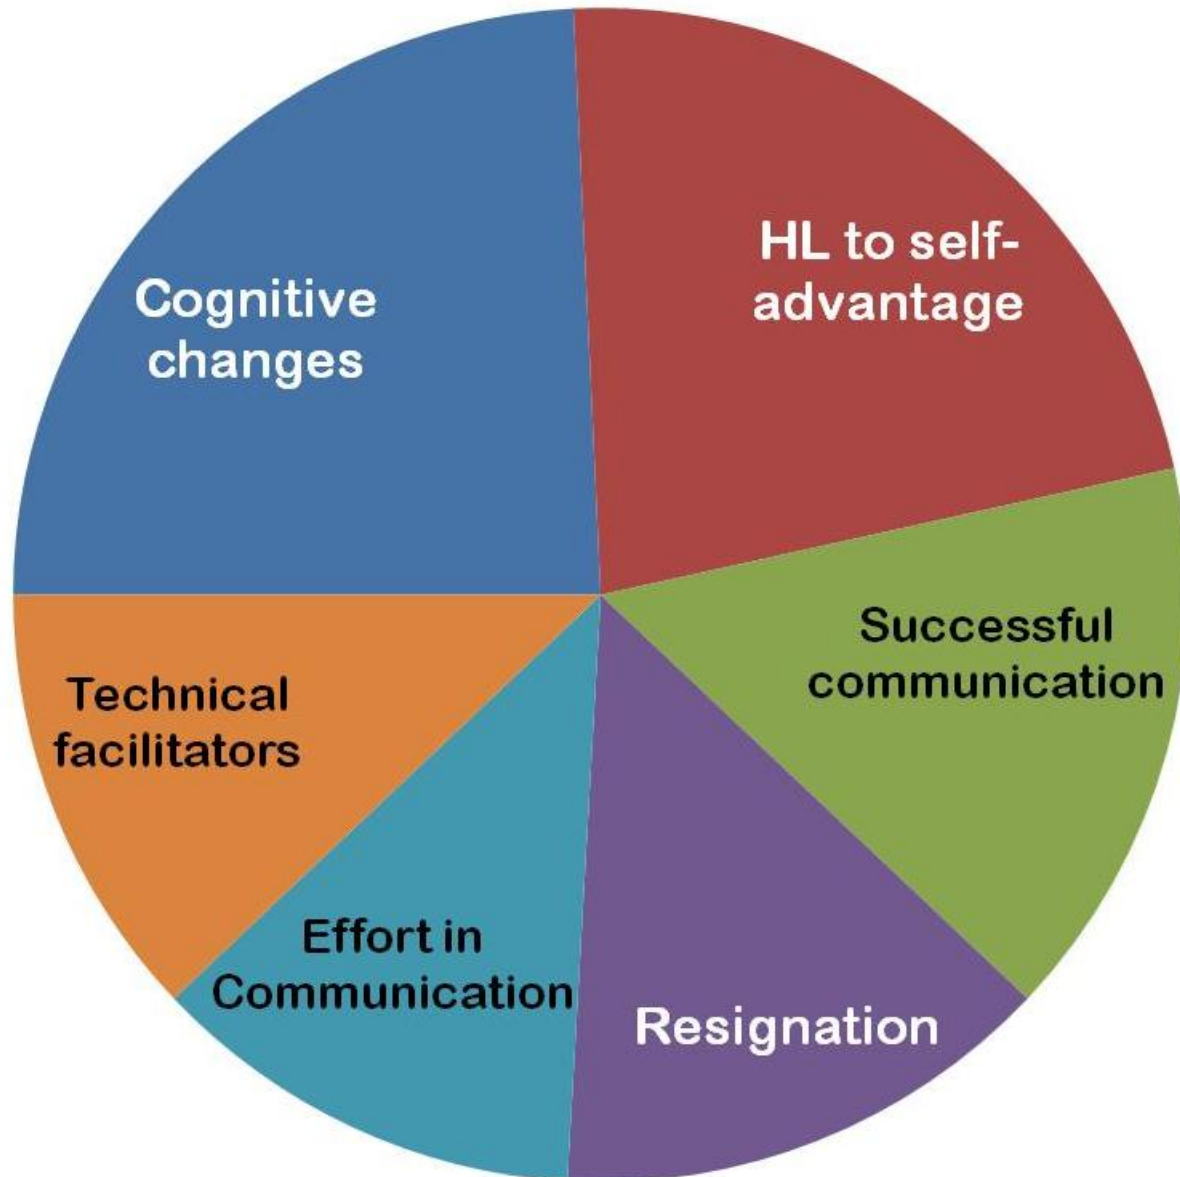 HL to self-
advantage
Cognitive
changes
Successful
communication
Technical
facilitators
Effort in
Communication
Resignation